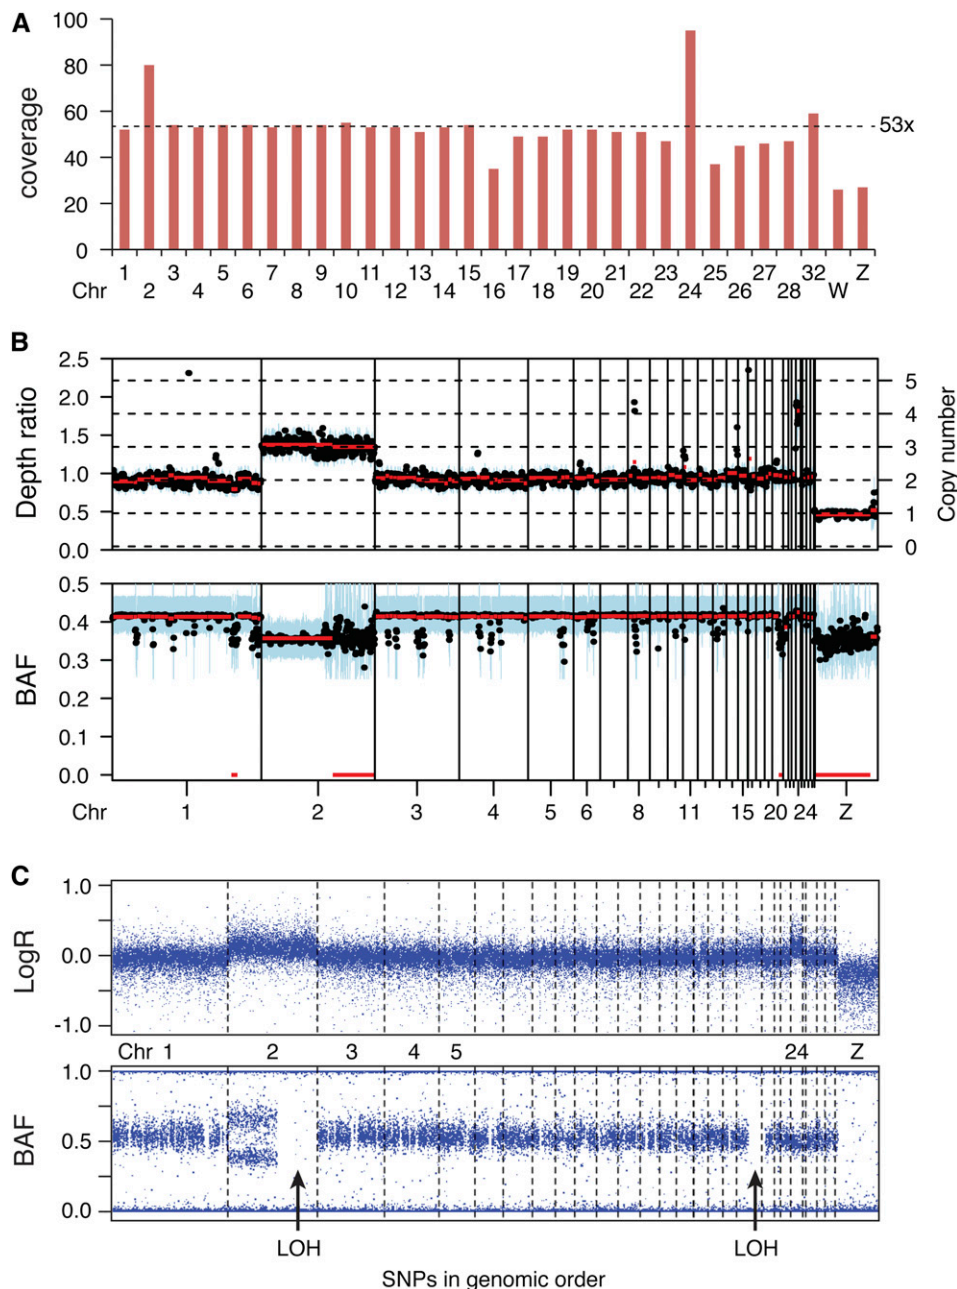 A
100
80
60
40
20
0
coverage
53x
1 3 5 7 9 11 13 15 17 19 21 23 25 27 32 Z
Chr 2 4 6 8 10 12 14 16 18 20 22 24 26 28 W
B
2.5
2.0
1.5
1.0
0.5
0.0
Depth ratio
5
4
3
2
1
0
Copy number
0.5
0.4
0.3
0.2
0.1
0.0
BAF
Chr 1 2 3 4 5 6 8 11 15 20 24 Z
C
1.0
0.0
-1.0
LogR
Chr 1 2 3 4 5 24 Z
1.0
0.5
0.0
BAF
LOH LOH
SNPs in genomic order